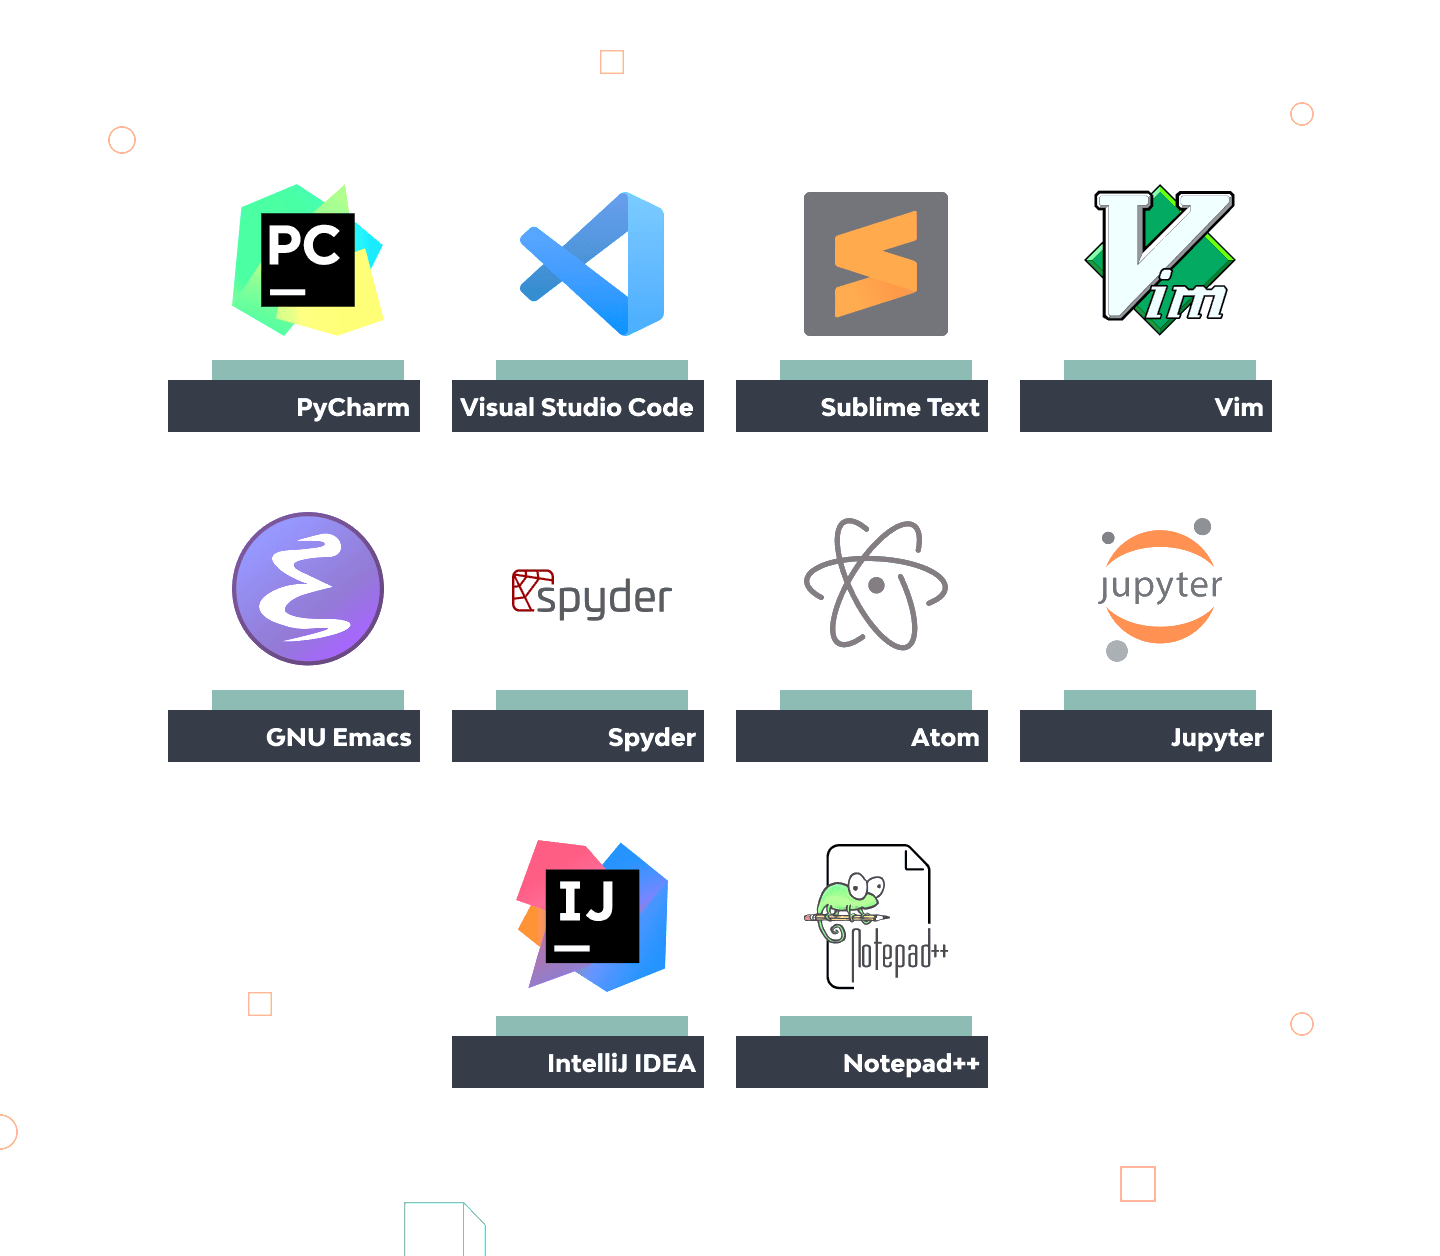 PC
Vim
PyCharm
Visual Studio Code
Sublime Text
Vim
spyder
jupyter
GNU Emacs
Spyder
Atom
Jupyter
IJ
Notepad++
IntelliJ IDEA
Notepad++